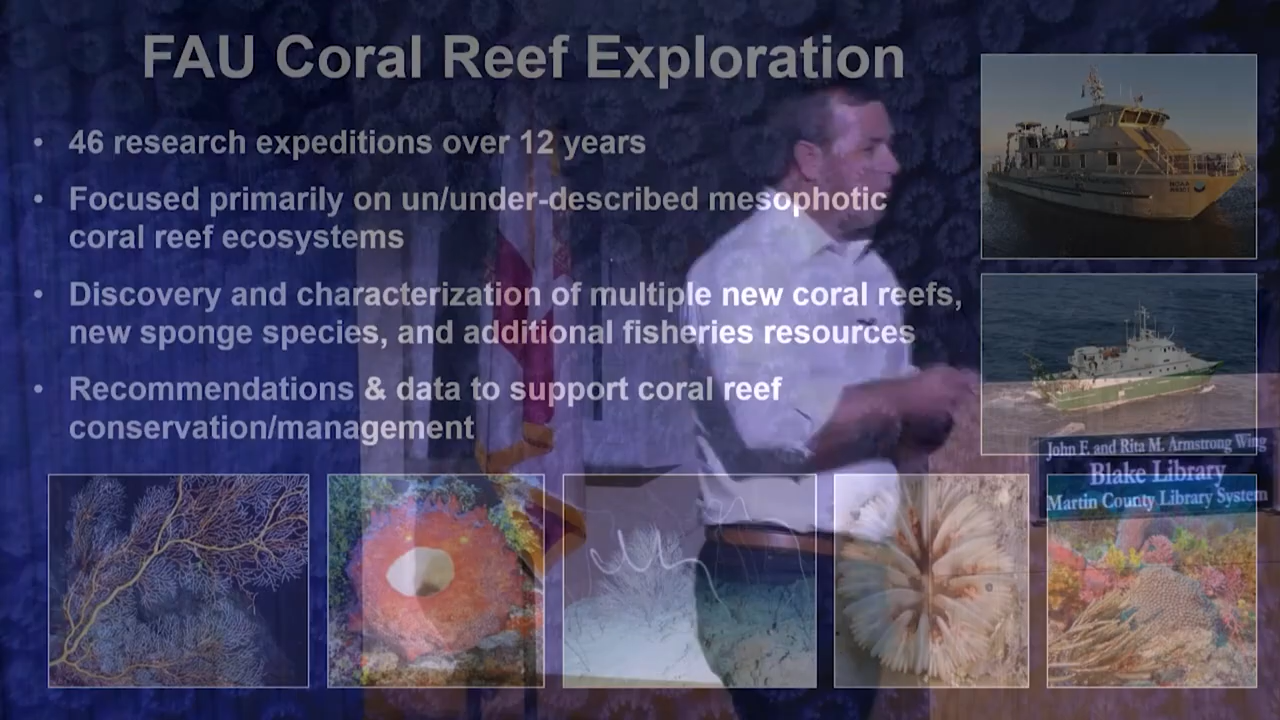 FAU Coral Reef Exploration
• 46 research expeditions over 12 years
• Focused primarily on un/under-described mesophotic
coral reef ecosystems
• Discovery and characterization of multiple new coral reefs,
new sponge species, and additional fisheries resources
• Recommendations & data to support coral reef
conservation/management
John F. and Rita M. Armstrong Wing
Blake Library
Martin County Library System